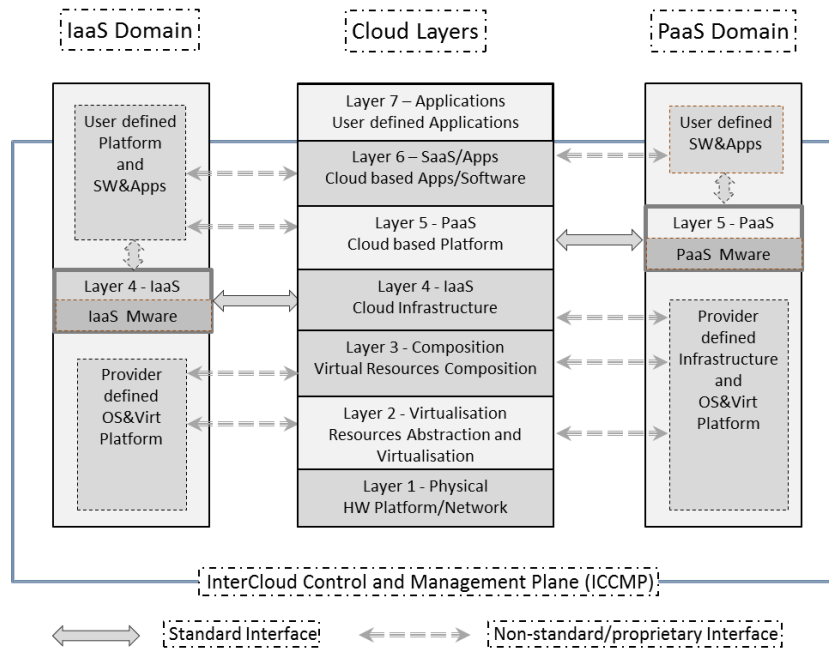 IaaS Domain
Cloud Layers
PaaS Domain
User defined
Platform
and
SW&Apps
Layer 4 - IaaS
IaaS Mware
Provider
defined
OS&Virt
Platform
Layer 7 – Applications
User defined Applications
Layer 6 – SaaS/Apps
Cloud based Apps/Software
Layer 5 - PaaS
Cloud based Platform
Layer 4 - IaaS
Cloud Infrastructure
Layer 3 - Composition
Virtual Resources Composition
Layer 2 - Virtualisation
Resources Abstraction and
Virtualisation
Layer 1 - Physical
HW Platform/Network
User defined
SW&Apps
Layer 5 - PaaS
PaaS Mware
Provider
defined
Infrastructure
and
OS&Virt
Platform
InterCloud Control and Management Plane (ICCMP)
Standard Interface
Non-standard/proprietary Interface